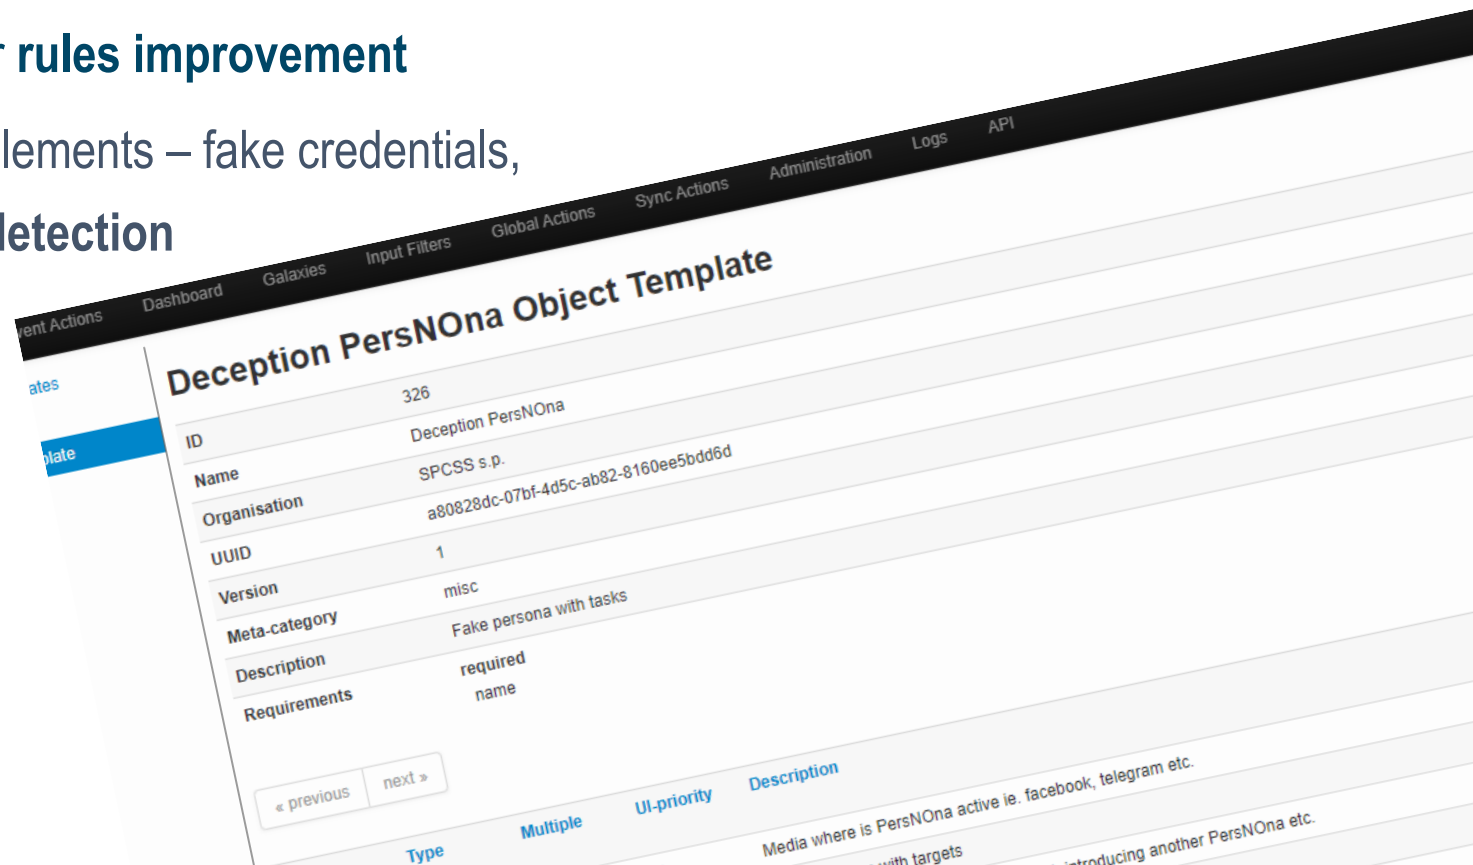 r rules improvement
lements – fake credentials,
detection
vent Actions Dashboard Galaxies Input Filters Global Actions Sync Actions Administration Logs API
ates
plate
Deception PersNOna Object Template
ID 326
Name Deception PersNOna
Organisation SPCSS s.p.
UUID a80828dc-07bf-4d5c-ab82-8160ee5bdd6d
Version 1
Meta-category misc
Description Fake persona with tasks
Requirements required
name
« previous next »
Type Multiple UI-priority Description
Media where is PersNOna active ie. facebook, telegram etc.
with targets
introducing another PersNOna etc.